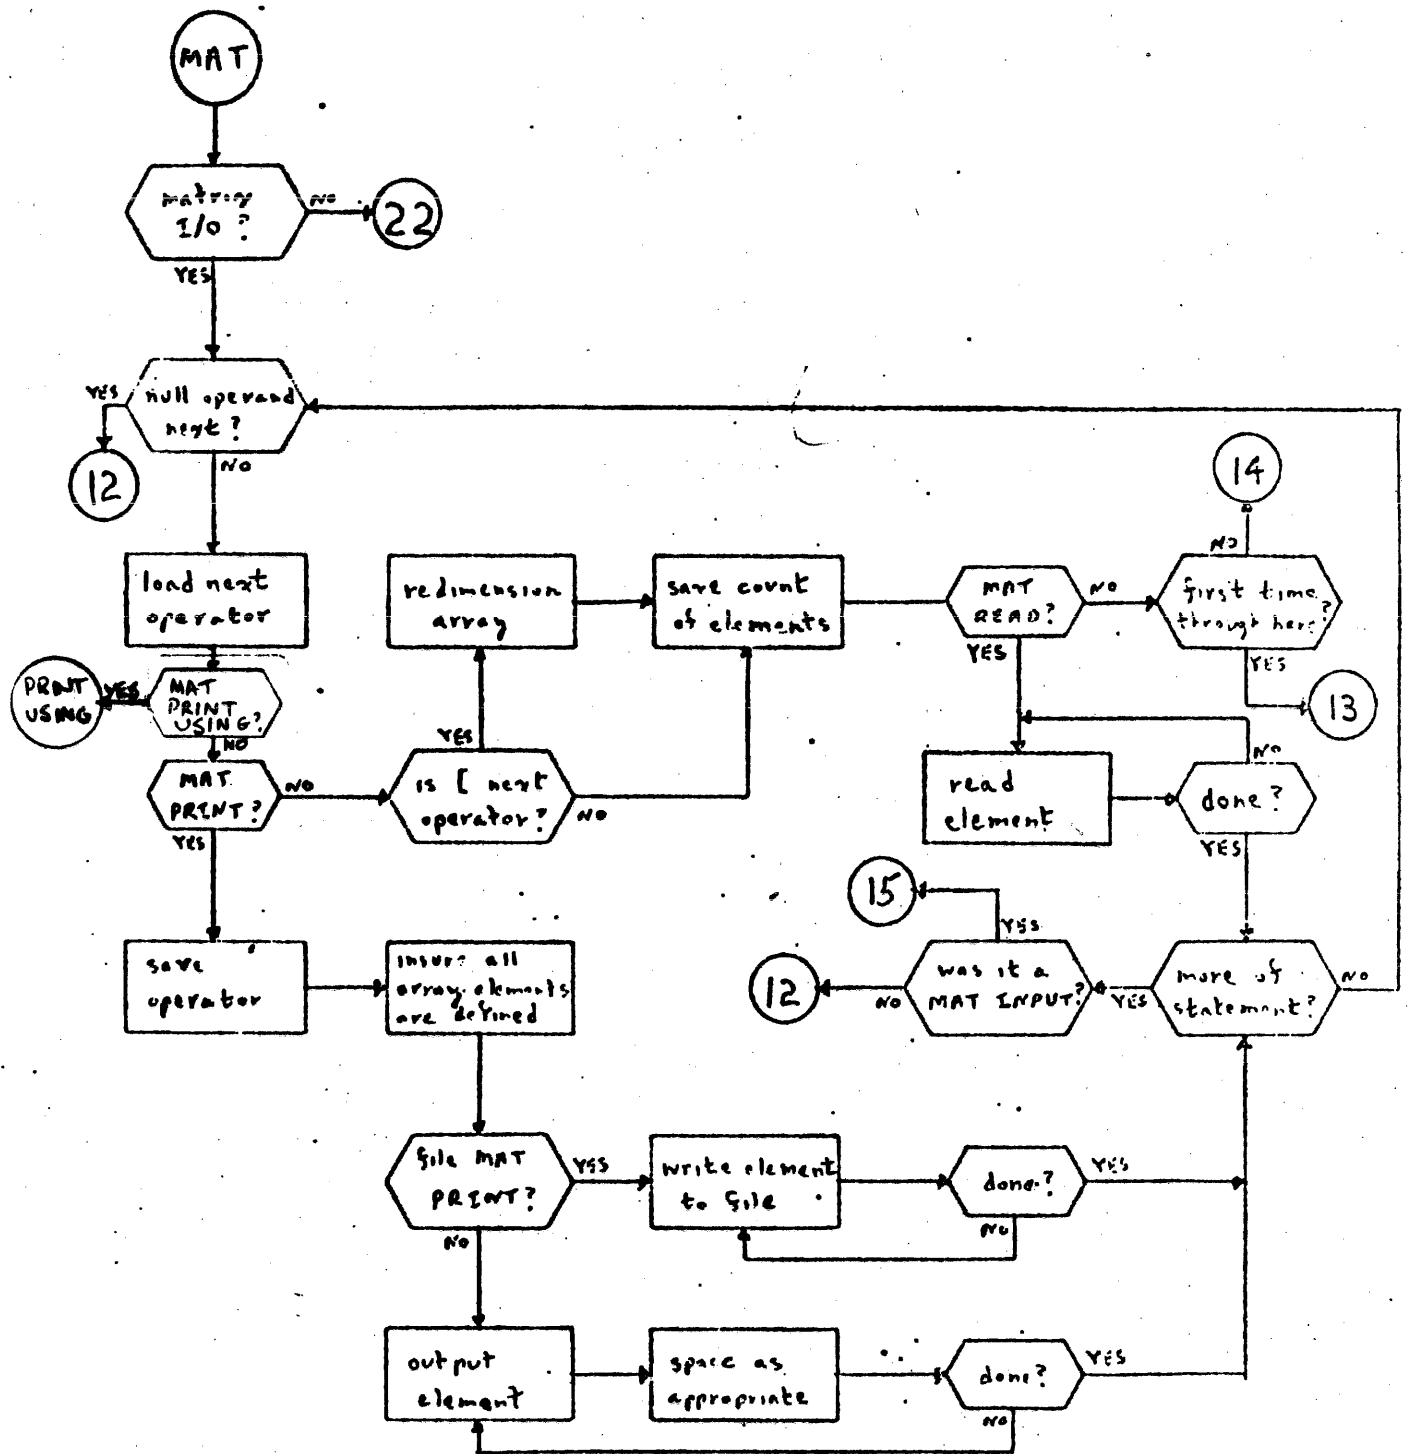 MAT
matrix
I/O?
NO
22
YES
YES
null operand
next?
12
NO
14
NO
load next
operator
redimension
array
save count
of elements
MAT
READ?
NO
first time
through here?
YES
YES
13
PRINT
USING
YES
MAT
PRINT
USING?
NO
MAT
PRINT?
NO
YES
YES
is [ next
operator?
NO
read
element
NO
done?
YES
15
YES
save
operator
insure all
array elements
are defined
12
NO
was it a
MAT INPUT?
YES
more of
statement?
NO
file MAT
PRINT?
YES
NO
write element
to file
done?
YES
NO
output
element
space as
appropriate
done?
YES
NO